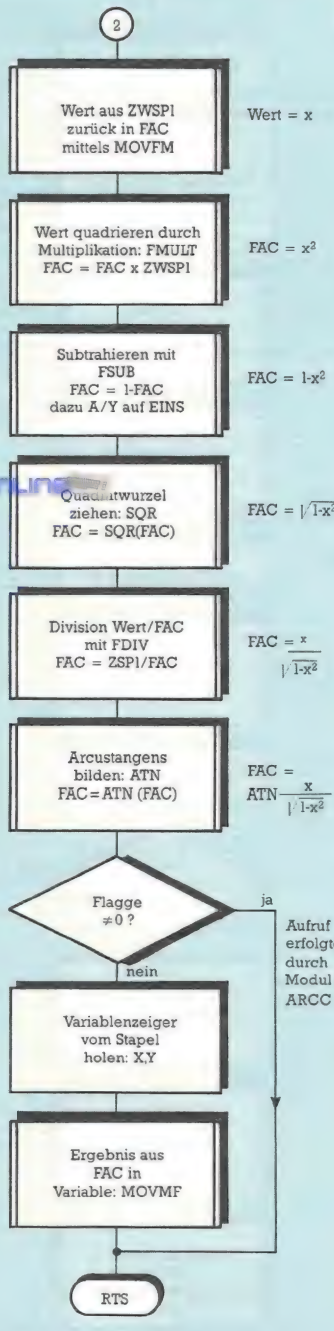 2
Wert aus ZWSP1
zurück in FAC
mittels MOVFM
Wert = x
Wert quadrieren durch
Multiplikation: FMULT
FAC = FAC x ZWSP1
FAC = x²
Subtrahieren mit
FSUB
FAC = 1-FAC
dazu A/Y auf EINS
FAC = 1-x²
ziehen: SQR
FAC = SQR(FAC)
FAC = √1-x²
Division Wert/FAC
mit FDIV
FAC = ZSP1/FAC
FAC = x
√1-x²
Arcustangens
bilden: ATN
FAC=ATN (FAC)
FAC =
ATN x
√1-x²
Flagge
≠0 ?
ja
nein
Aufruf
erfolgte
durch
Modul
ARCC
Variablenzeiger
vom Stapel
holen: X,Y
Ergebnis aus
FAC in
Variable: MOVMF
RTS